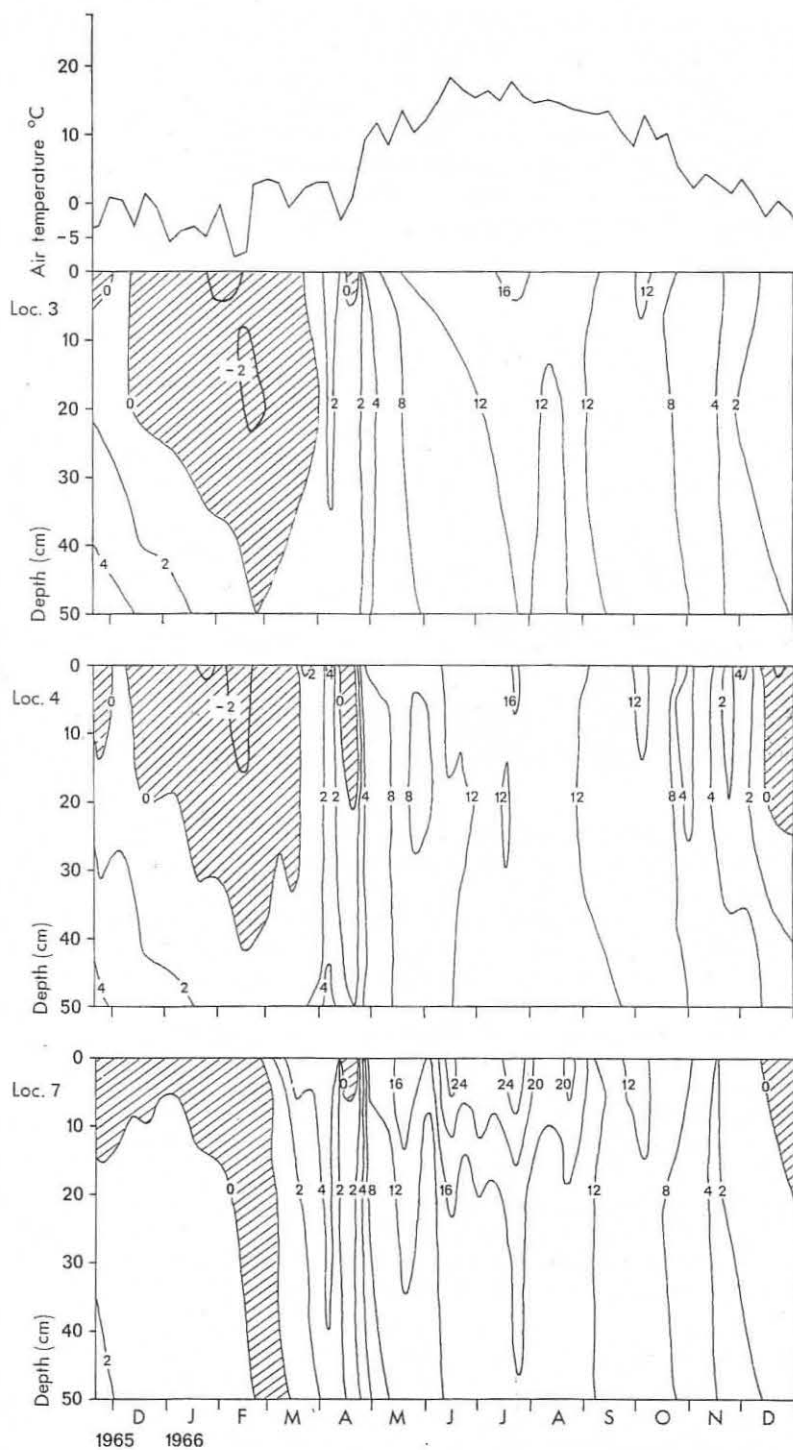 Air temperature °C
20
10
0
−5
Loc. 3
Depth (cm)
0
10
20
30
40
50
0 16 12
−2
0 2 2 4 8 12 12 12 8 4 2
2
4
Loc. 4
Depth (cm)
0
10
20
30
40
50
2 4 4
0 −2 0 16 12 2
0 2 2 4 8 8 12 12 12 8 4 4 2 0
4 2 4
Loc. 7
Depth (cm)
0
10
20
30
40
50
0 16 24 24 20 20 12 0
0 2 4 2 2 4 8 12 16 12 8 4 2
2
D J F M A M J J A S O N D
1965 1966